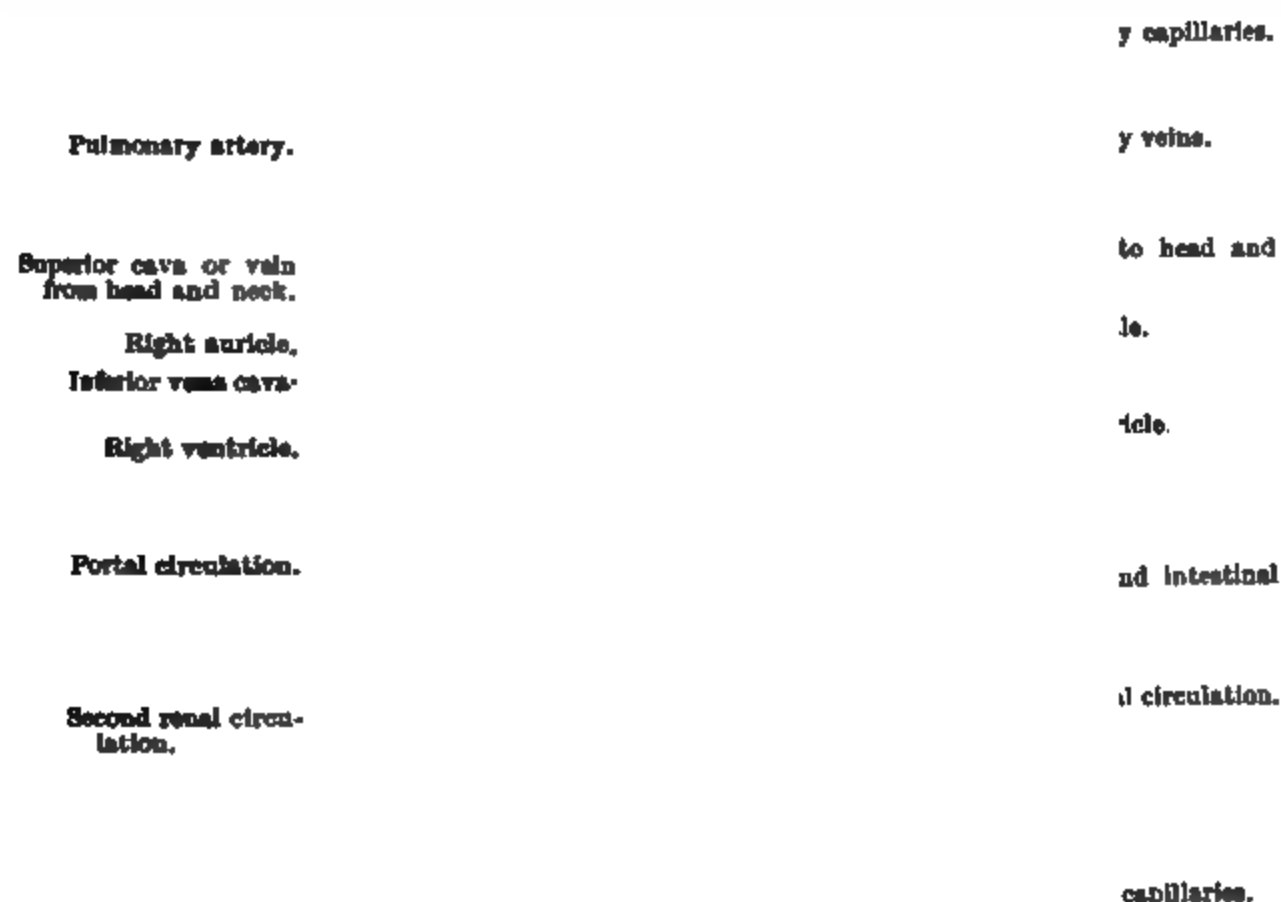 y capillaries.
Pulmonary artery.
y veins.
Superior cava or vein
from head and neck.
to head and
Right auricle.
le.
Inferior vena cava.
Right ventricle.
icle.
Portal circulation.
nd intestinal
l circulation.
Second renal circu-
lation.
capillaries.